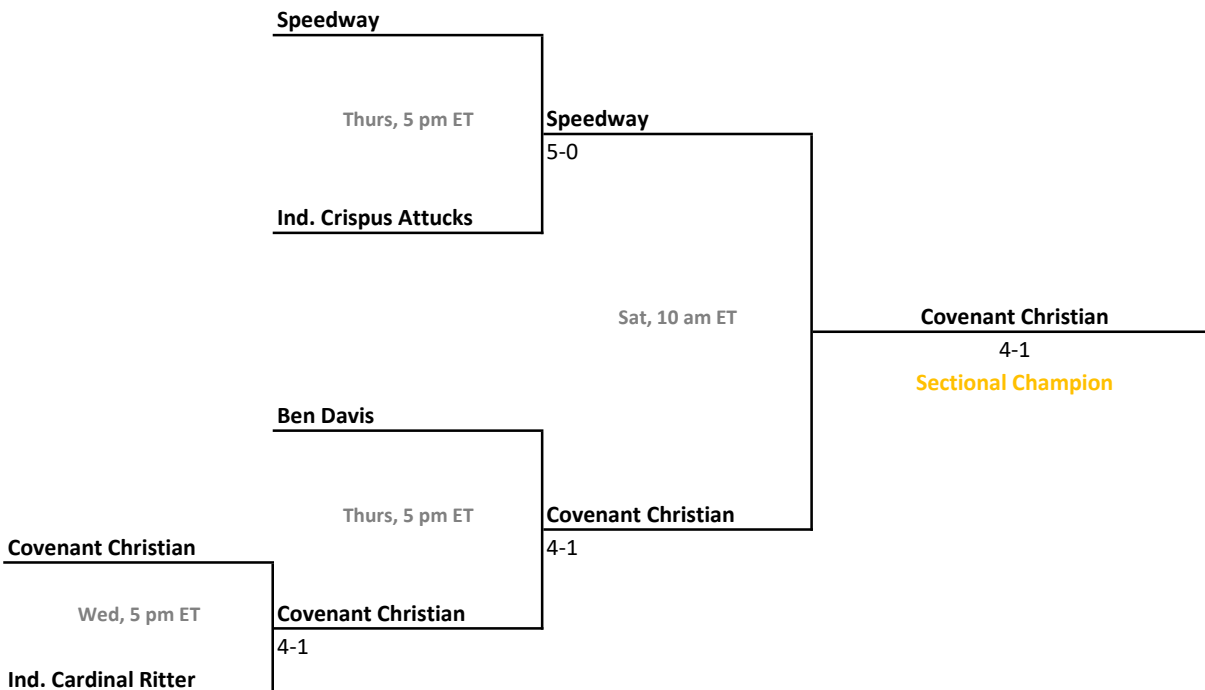 Speedway
Thurs, 5 pm ET
Speedway
5-0
Ind. Crispus Attucks
Sat, 10 am ET
Covenant Christian
4-1
Sectional Champion
Ben Davis
Thurs, 5 pm ET
Covenant Christian
4-1
Covenant Christian
Wed, 5 pm ET
Covenant Christian
4-1
Ind. Cardinal Ritter